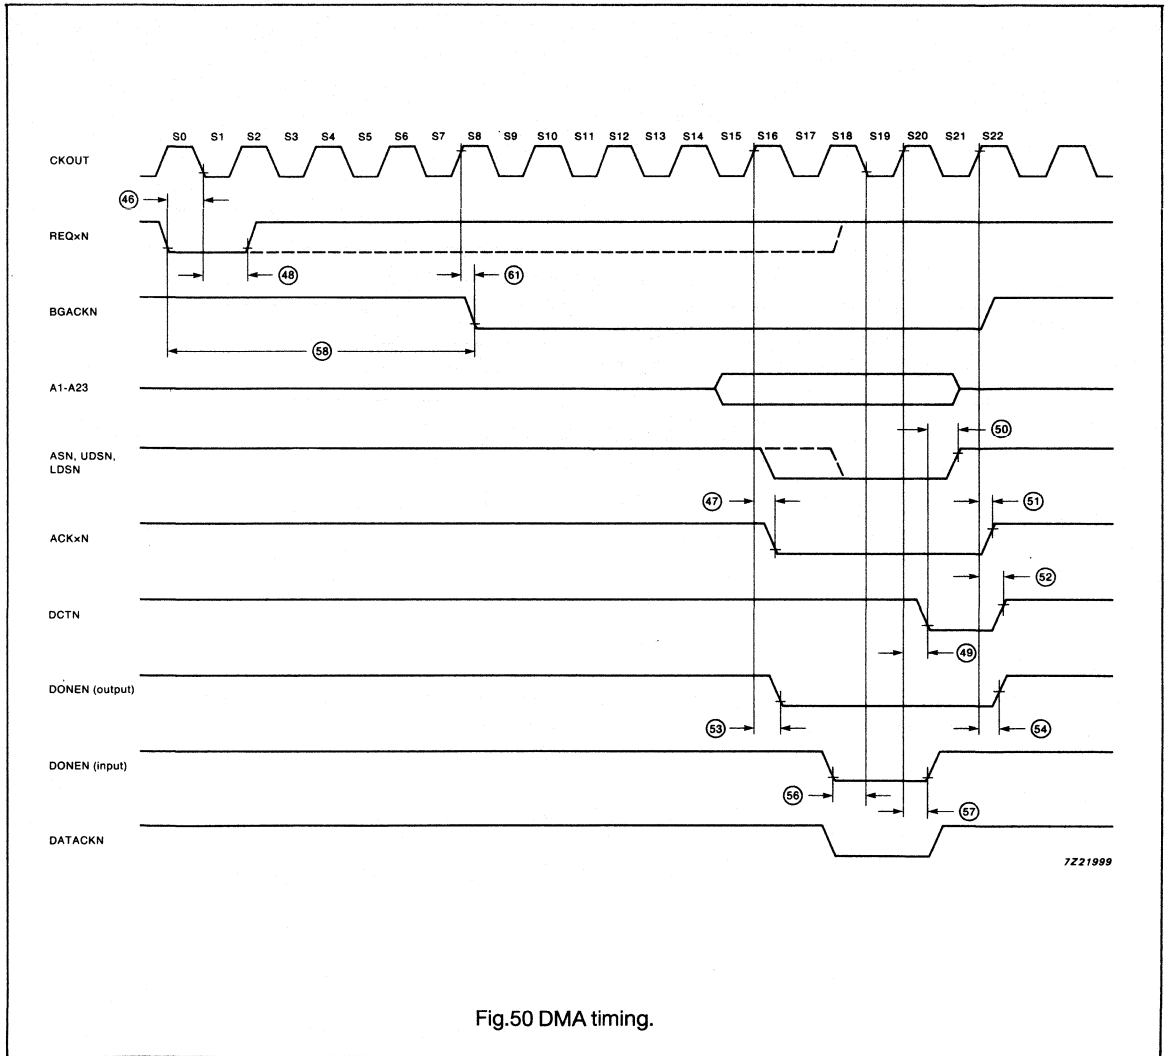 S0 S1 S2 S3 S4 S5 S6 S7 S8 S9 S10 S11 S12 S13 S14 S15 S16 S17 S18 S19 S20 S21 S22
CKOUT
46
REQxN
48
61
BGACKN
58
A1-A23
50
ASN, UDSN,
LDSN
47
51
ACKxN
52
DCTN
49
DONEN (output)
53
54
DONEN (input)
56
57
DATACKN
7Z21999
Fig.50 DMA timing.